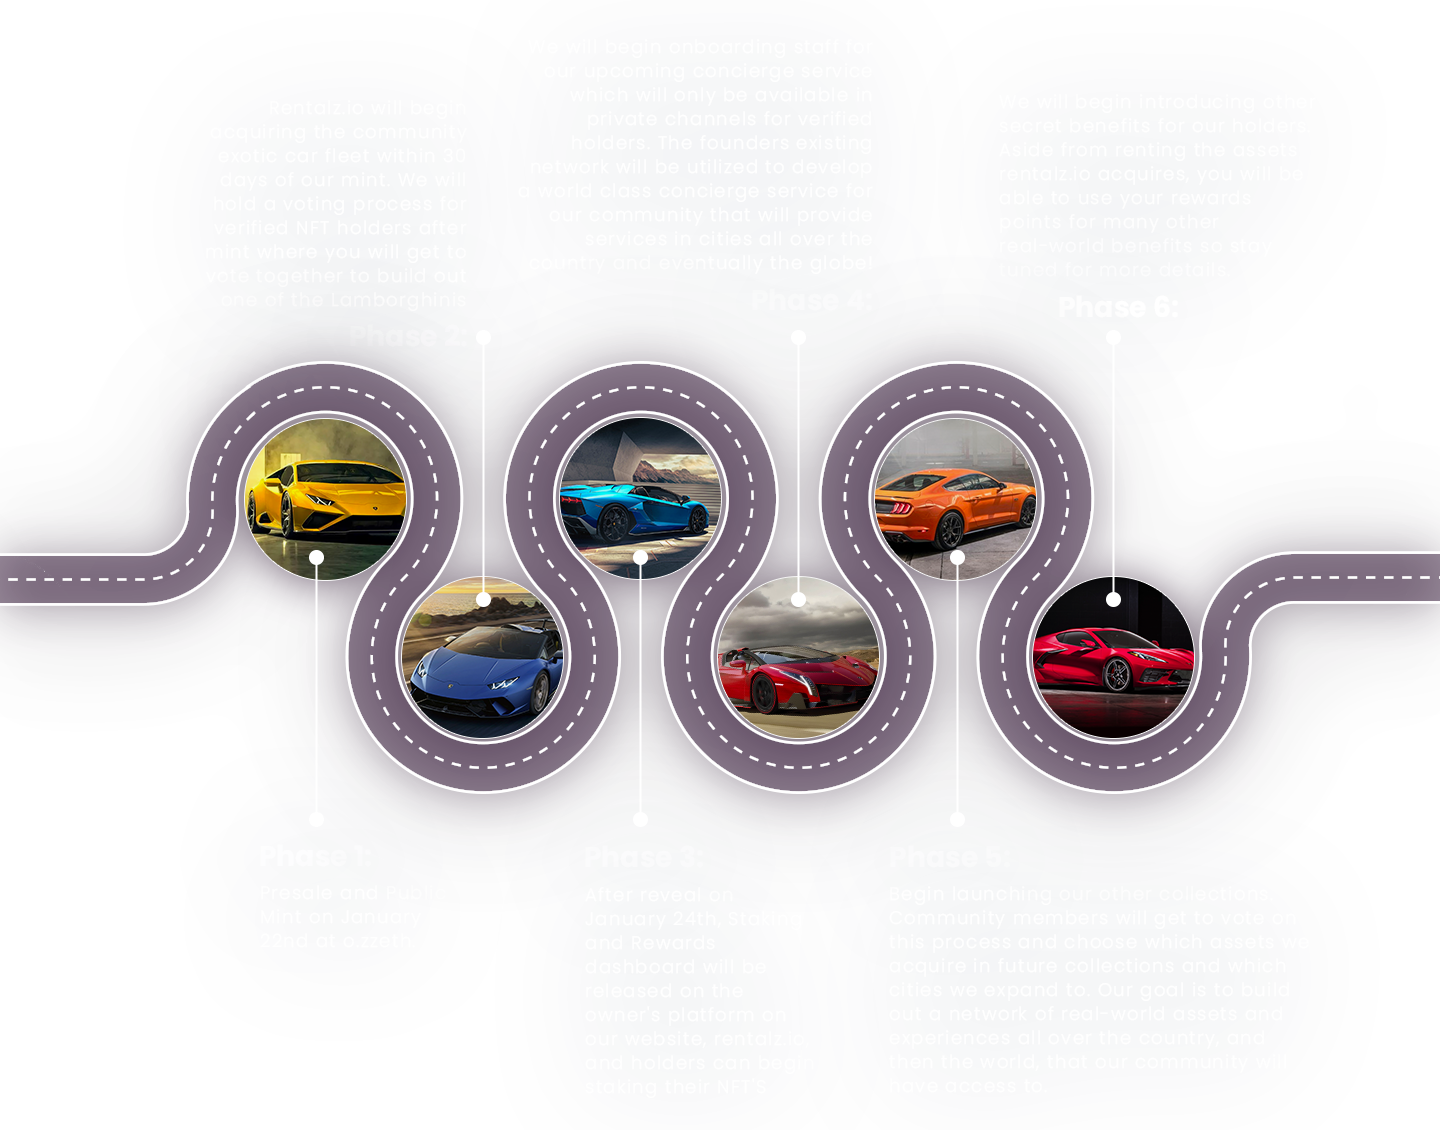 Rentalz.io will begin
acquiring the community
exotic car fleet within 30
days of our mint. We will
hold a voting process for
verified NFT holders after
mint where you will get to
vote together to build out
one of the Lamborghinis
Phase 2:
We will begin onboarding staff for
our upcoming concierge service
which will only be available in
private channels for verified
holders. The founders existing
network will be utilized to develop
a world class concierge service for
our community that will provide
services in cities all over the
country and eventually the globe!
Phase 4:
We will begin introducing other
secret benefits for our holders.
Aside from renting the assets
rentalz.io acquires, you will be
able to use your rewards
points for many other
real-world benefits so stay
tuned for more details.
Phase 6:
Phase 1:
Presale and Public
Mint on January
22nd at
Phase 3:
After reveal on
January 24th, Staking
and Rewards
dashboard will be
released on the
owner's platform on
our website, rentalz.io,
and holders can begin
staking their NFT'S
Phase 5:
Begin launching our other collections.
Community members will get to vote on
this process and choose which assets we
acquire in future collections and which
cities we expand to. Our goal is to build
out a network of real-world assets and
experiences all over the country, and
then the world, that our community will
have access to.